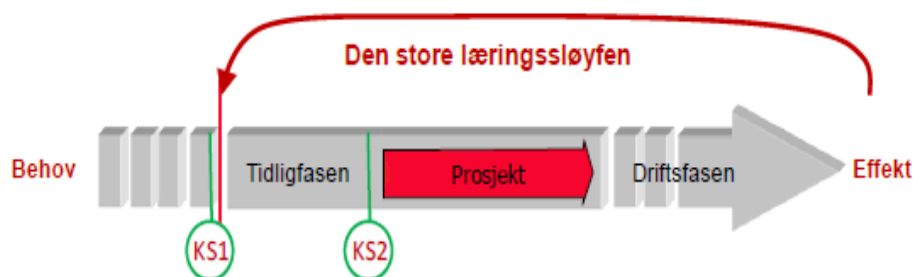 Den store læringssløyfen
Behov
Tidligfasen
Prosjekt
Driftsfasen
Effekt
KS1
KS2